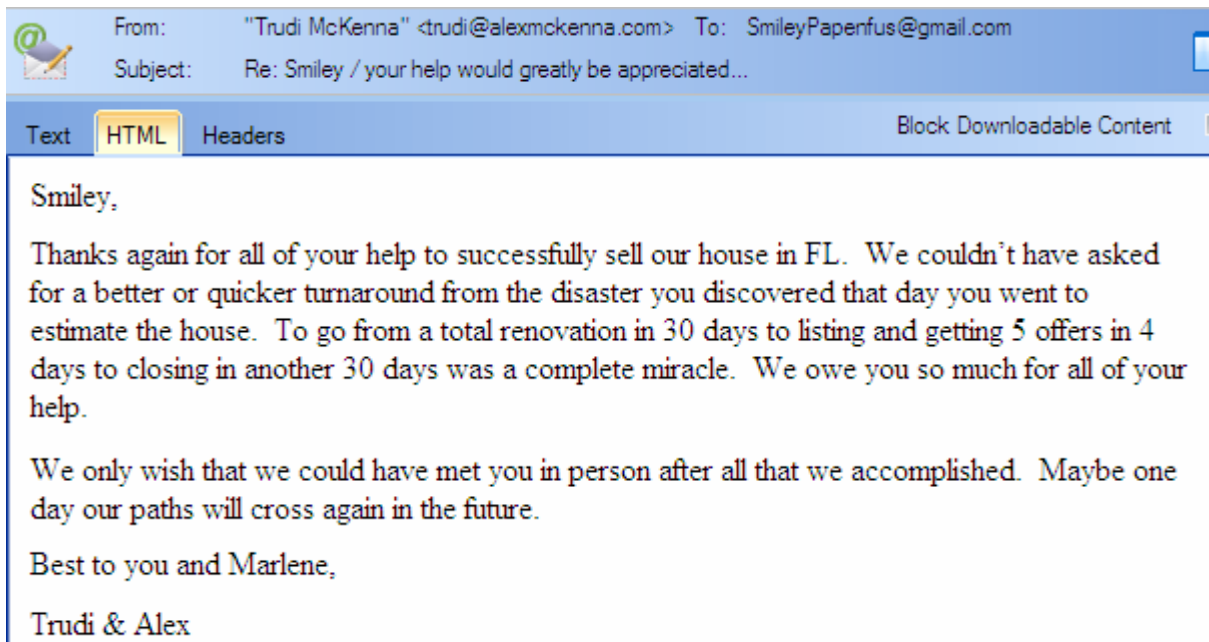 From: "Trudi McKenna" <trudi@alexmckenna.com> To: SmileyPapenfus@gmail.com
Subject: Re: Smiley / your help would greatly be appreciated...
Text HTML Headers Block Downloadable Content
Smiley,
Thanks again for all of your help to successfully sell our house in FL. We couldn't have asked
for a better or quicker turnaround from the disaster you discovered that day you went to
estimate the house. To go from a total renovation in 30 days to listing and getting 5 offers in 4
days to closing in another 30 days was a complete miracle. We owe you so much for all of your
help.
We only wish that we could have met you in person after all that we accomplished. Maybe one
day our paths will cross again in the future.
Best to you and Marlene,
Trudi & Alex